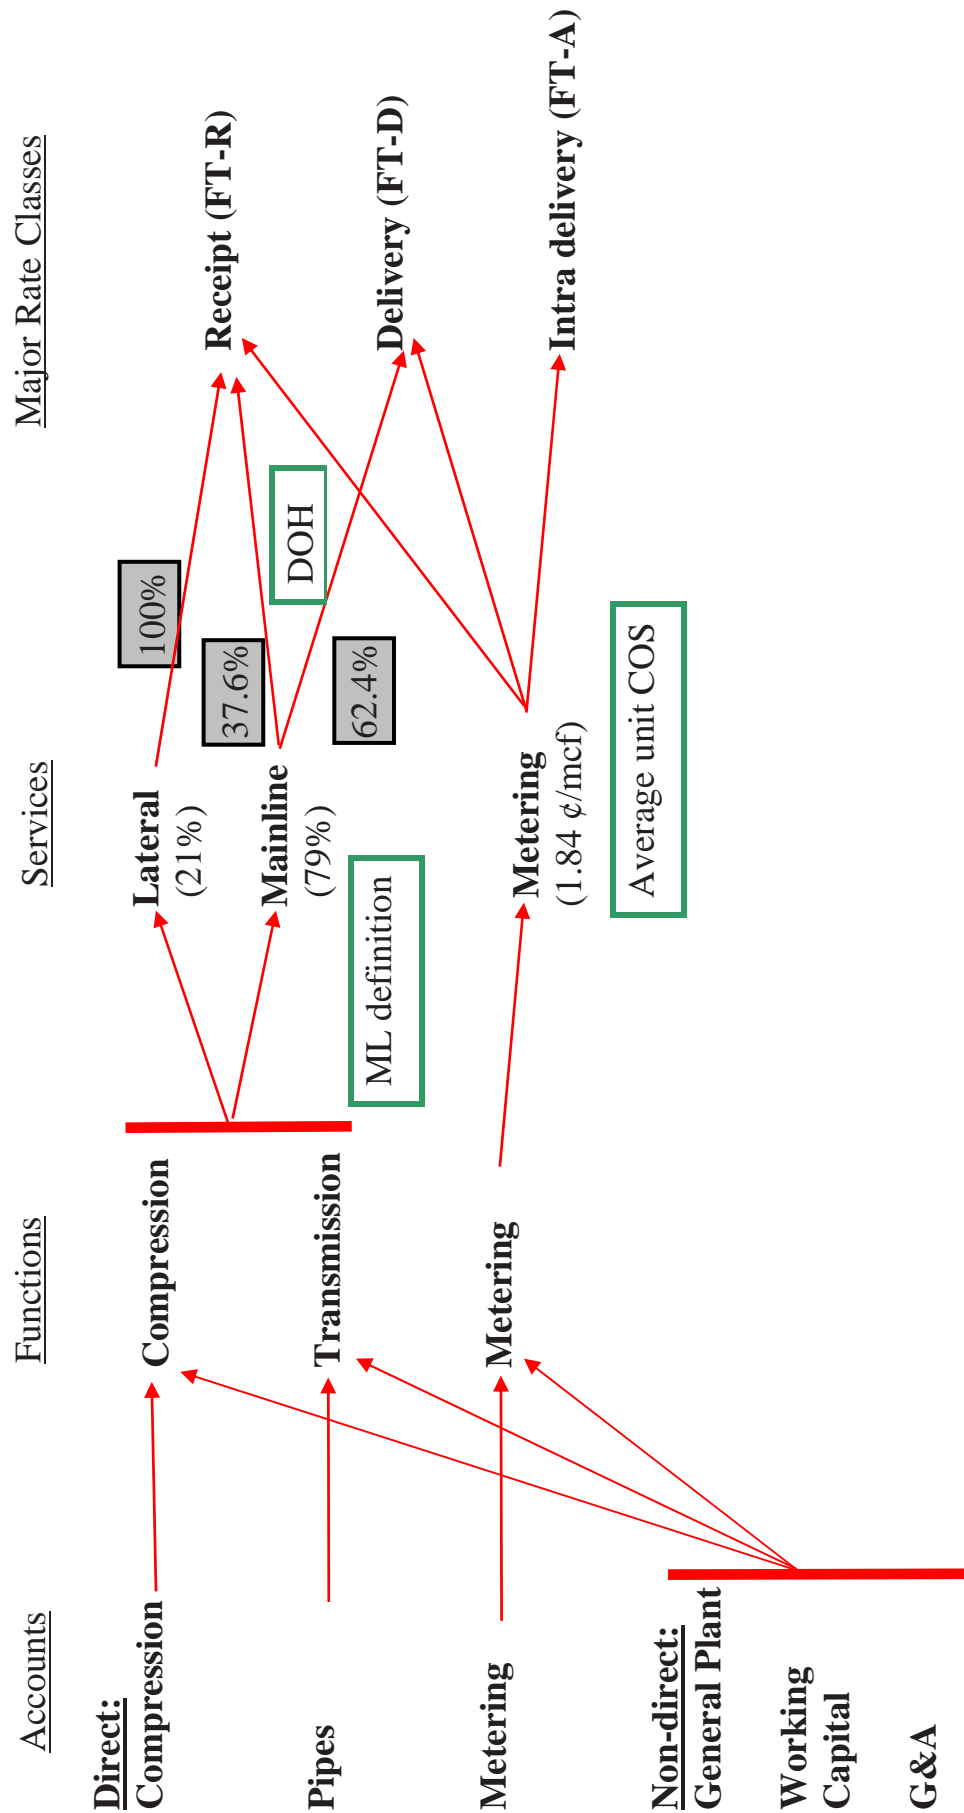 Accounts
Functions
Services
Major Rate Classes
Direct:
Compression
Pipes
Metering
Non-direct:
General Plant
Working
Capital
G&A
Compression
Transmission
Metering
ML definition
Lateral
(21%)
Mainline
(79%)
Metering
(1.84 ¢/mcf)
Average unit COS
100%
37.6%
62.4%
DOH
Receipt (FT-R)
Delivery (FT-D)
Intra delivery (FT-A)